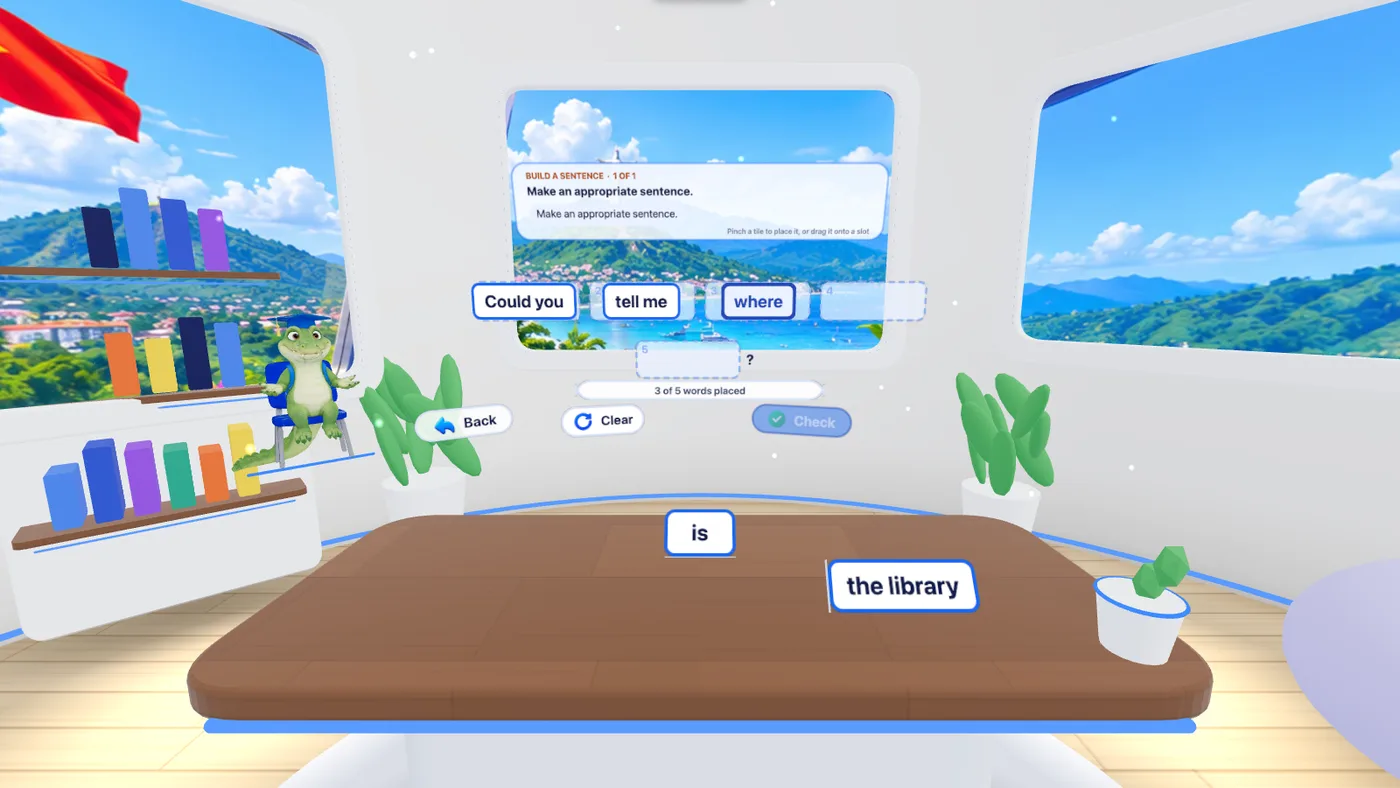 BUILD A SENTENCE · 1 OF 1
Make an appropriate sentence.
Make an appropriate sentence.
Pinch a tile to place it, or drag it onto a slot
Could you 2 tell me 3 where 4
5 ?
3 of 5 words placed
Back Clear Check
is
the library